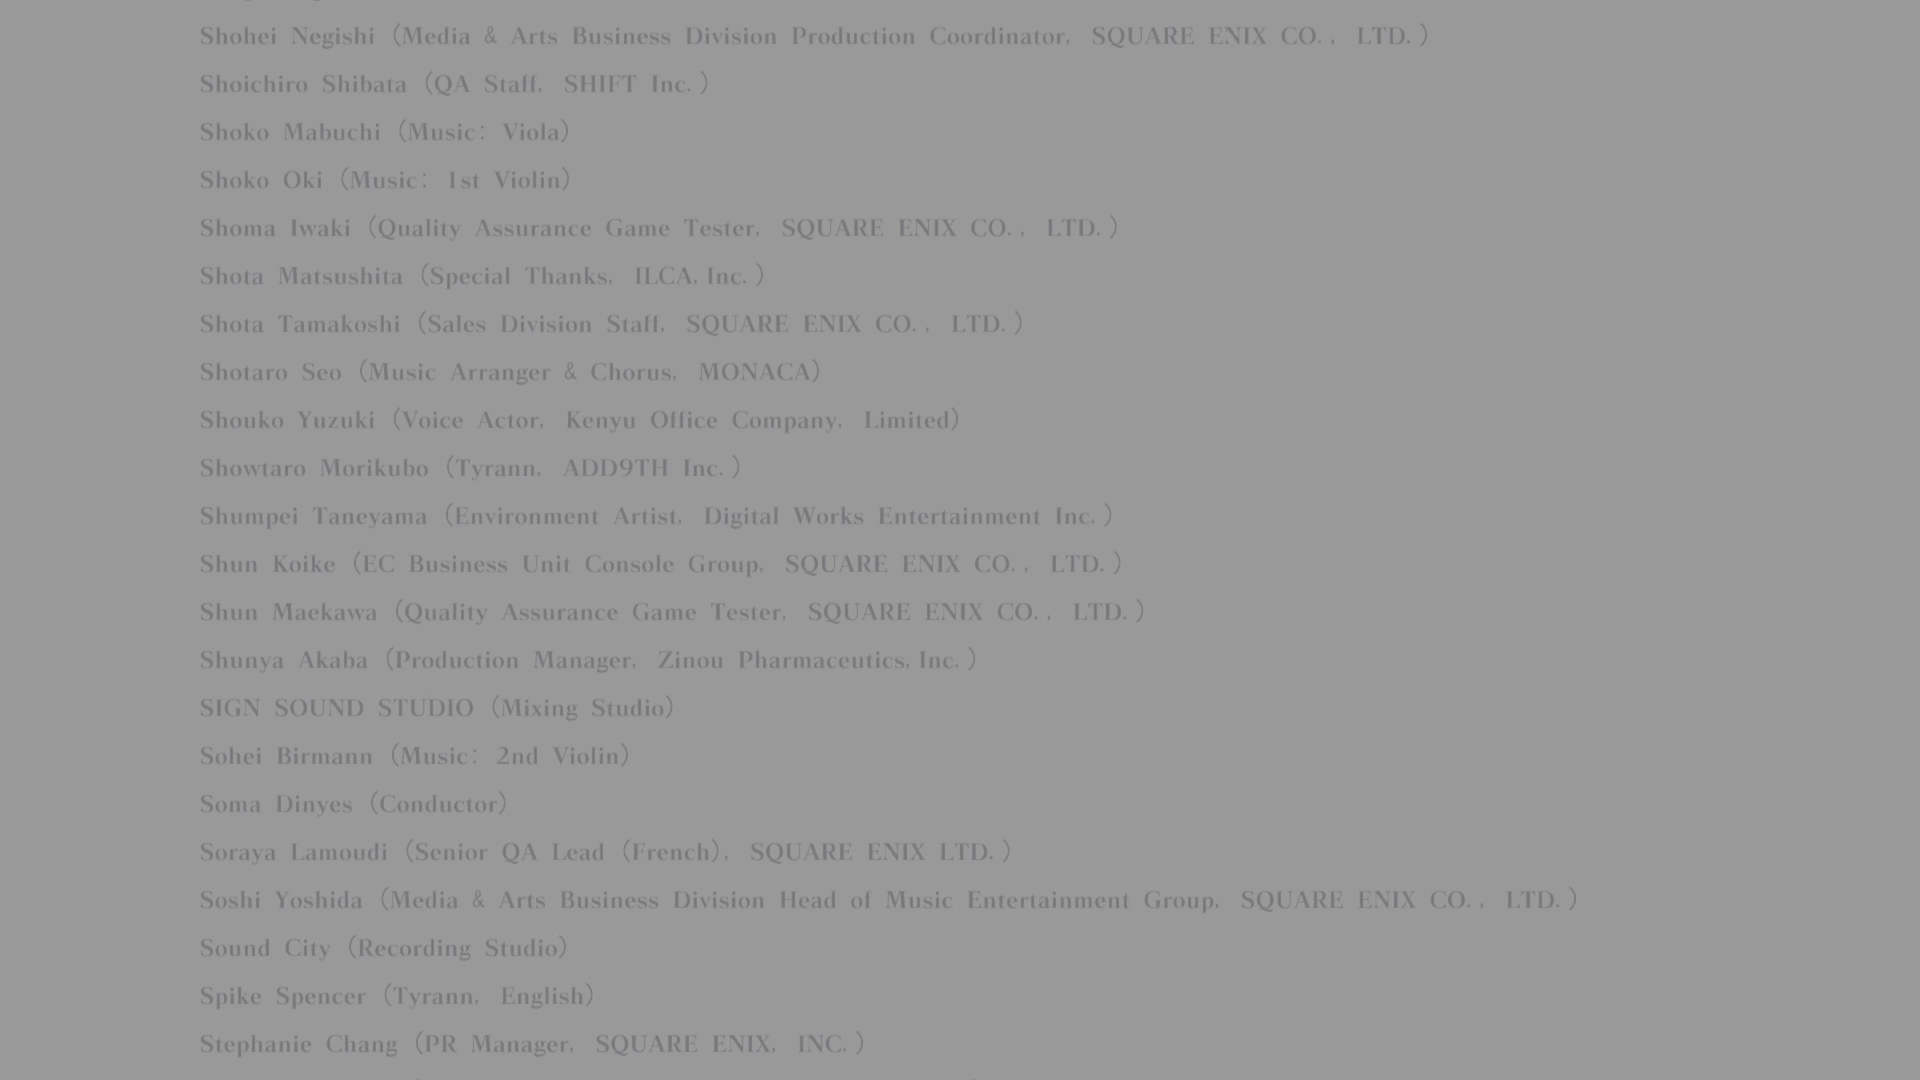 Shohei Negishi (Media & Arts Business Division Production Coordinator, SQUARE ENIX CO., LTD.)
Shoichiro Shibata (QA Staff, SHIFT Inc.)
Shoko Mabuchi (Music: Viola)
Shoko Oki (Music: 1st Violin)
Shoma Iwaki (Quality Assurance Game Tester, SQUARE ENIX CO., LTD.)
Shota Matsushita (Special Thanks, ILCA, Inc.)
Shota Tamakoshi (Sales Division Staff, SQUARE ENIX CO., LTD.)
Shotaro Seo (Music Arranger & Chorus, MONACA)
Shouko Yuzuki (Voice Actor, Kenyu Office Company, Limited)
Showtaro Morikubo (Tyrann, ADD9TH Inc.)
Shumpei Taneyama (Environment Artist, Digital Works Entertainment Inc.)
Shun Koike (EC Business Unit Console Group, SQUARE ENIX CO., LTD.)
Shun Maekawa (Quality Assurance Game Tester, SQUARE ENIX CO., LTD.)
Shunya Akaba (Production Manager, Zinou Pharmaceutics, Inc.)
SIGN SOUND STUDIO (Mixing Studio)
Sohei Birmann (Music: 2nd Violin)
Soma Dinyes (Conductor)
Soraya Lamoudi (Senior QA Lead (French), SQUARE ENIX LTD.)
Soshi Yoshida (Media & Arts Business Division Head of Music Entertainment Group, SQUARE ENIX CO., LTD.)
Sound City (Recording Studio)
Spike Spencer (Tyrann, English)
Stephanie Chang (PR Manager, SQUARE ENIX, INC.)